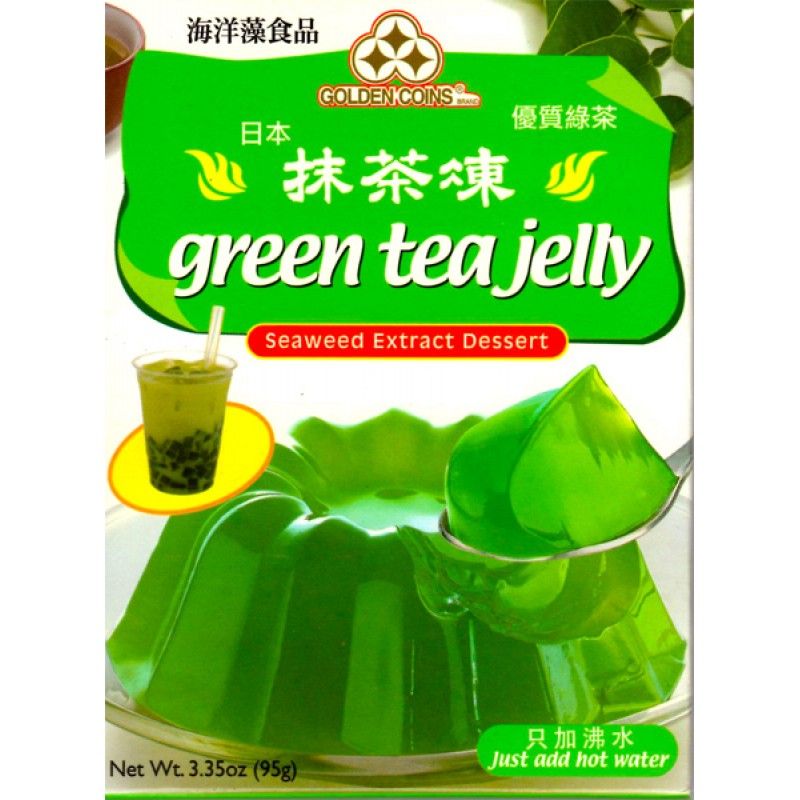 海洋藻食品
GOLDEN COINS® BRAND
日本
優質綠茶
抹茶凍
green tea jelly
Seaweed Extract Dessert
只加沸水
Just add hot water
Net Wt. 3.35oz (95g)